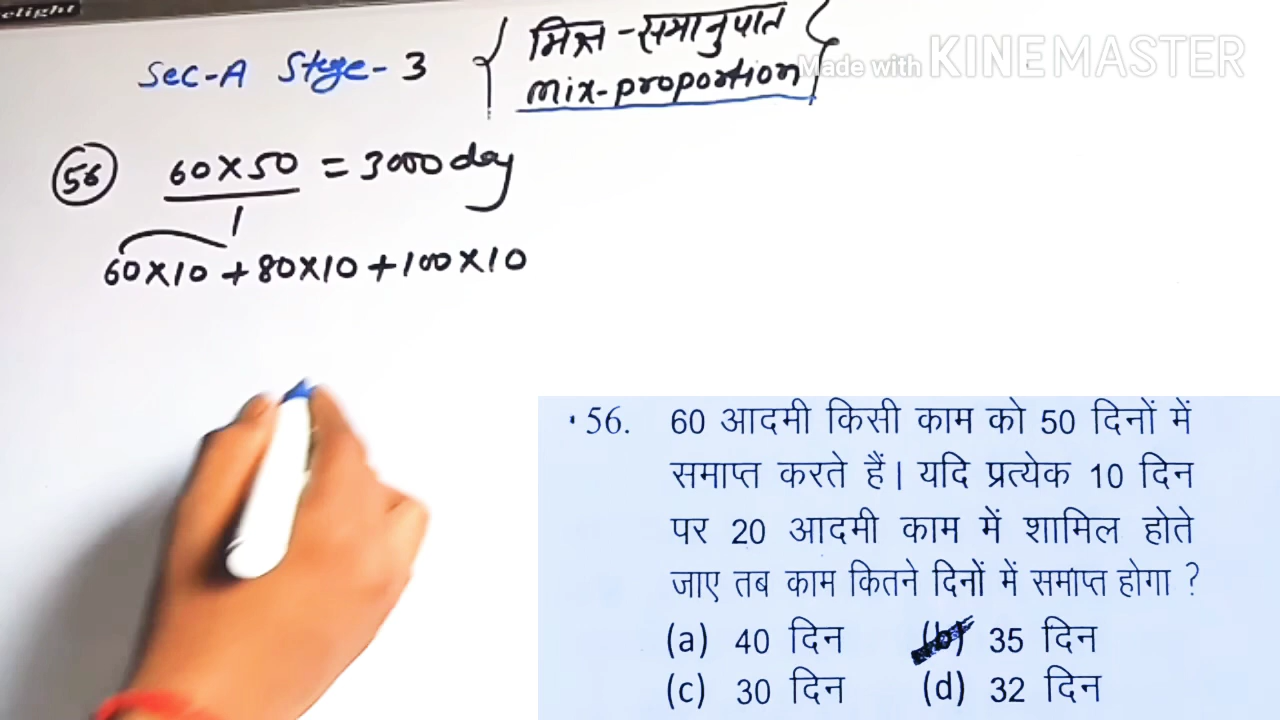 elight
Sec-A Stege-3 { मिश्र-समानुपात
mix-proportion }
Made with KINEMASTER
56 60×50 = 3000 day
1
60×10 + 80×10 + 100×10
56. 60 आदमी किसी काम को 50 दिनों में
समाप्त करते हैं। यदि प्रत्येक 10 दिन
पर 20 आदमी काम में शामिल होते
जाए तब काम कितने दिनों में समाप्त होगा ?
(a) 40 दिन (b) 35 दिन
(c) 30 दिन (d) 32 दिन